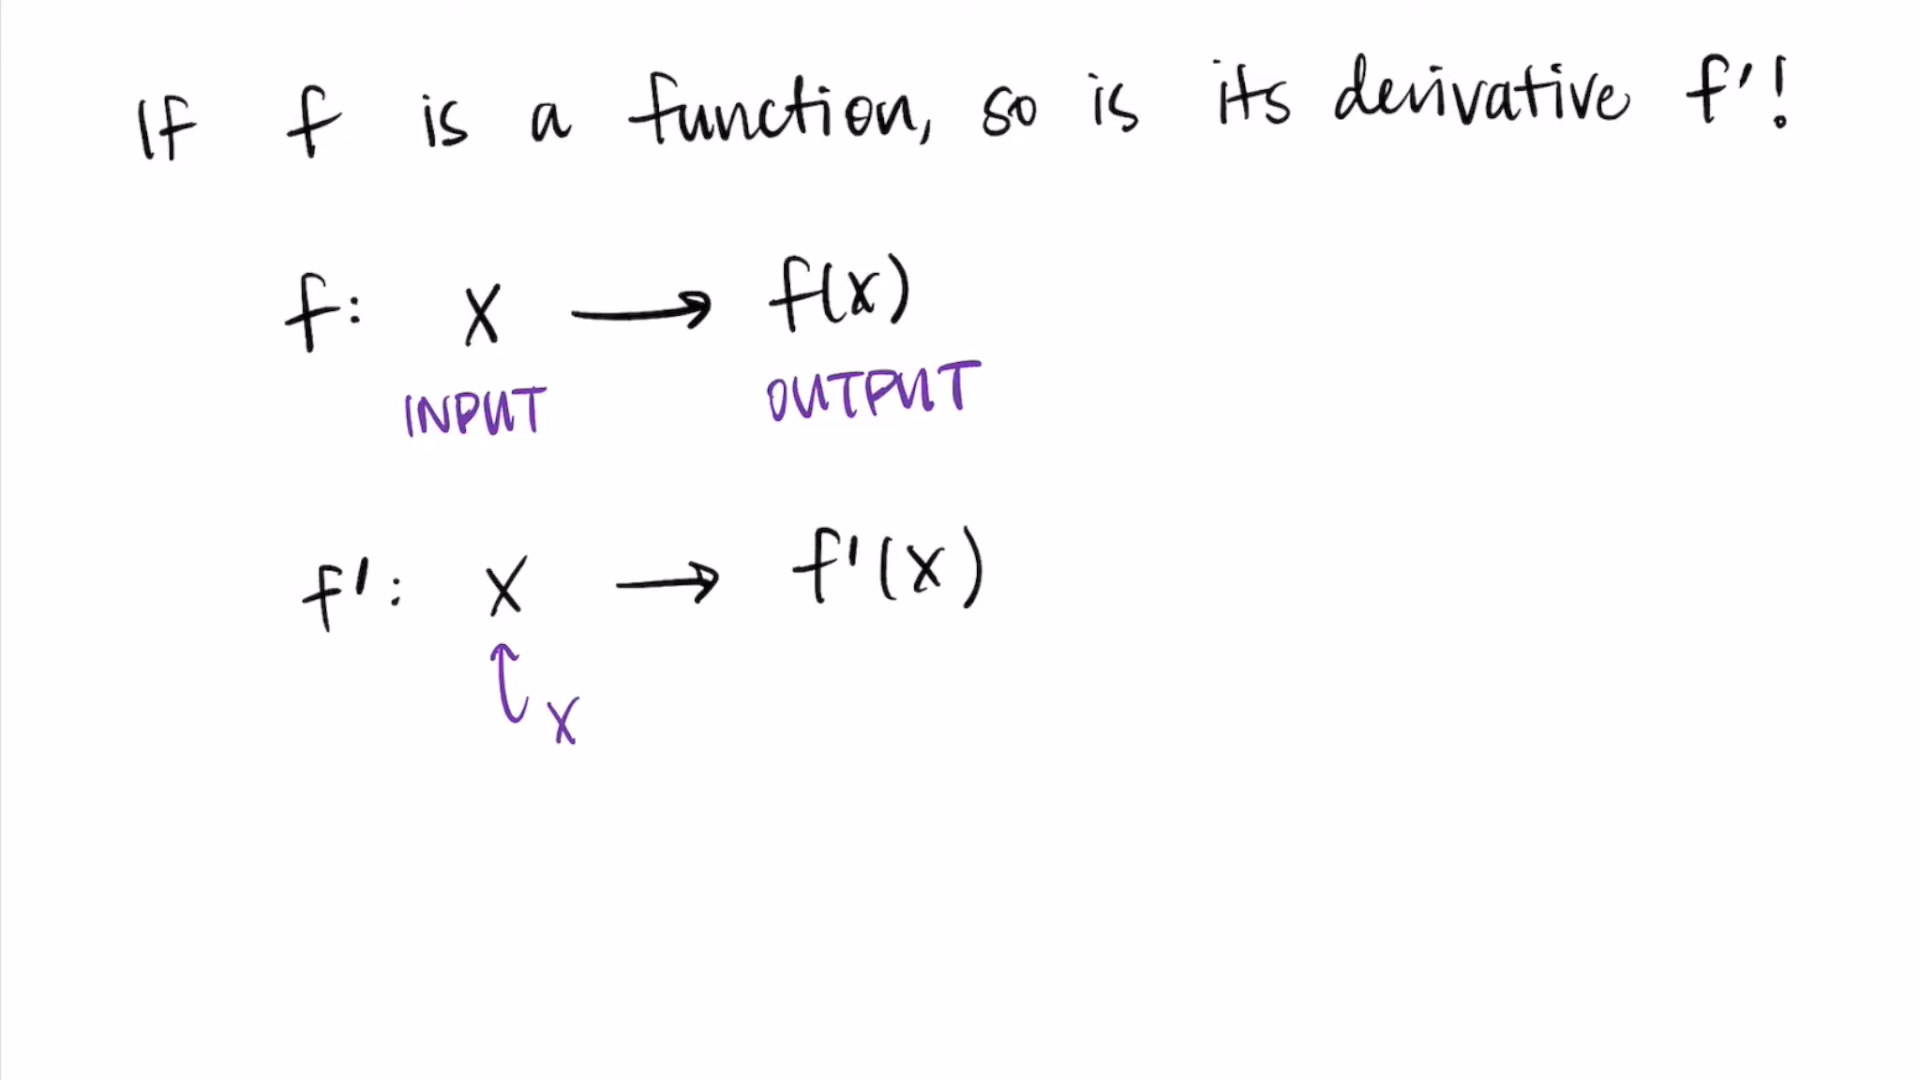 If f is a function, so is its derivative f'!
f: x → f(x)
INPUT OUTPUT
f': x → f'(x)
x